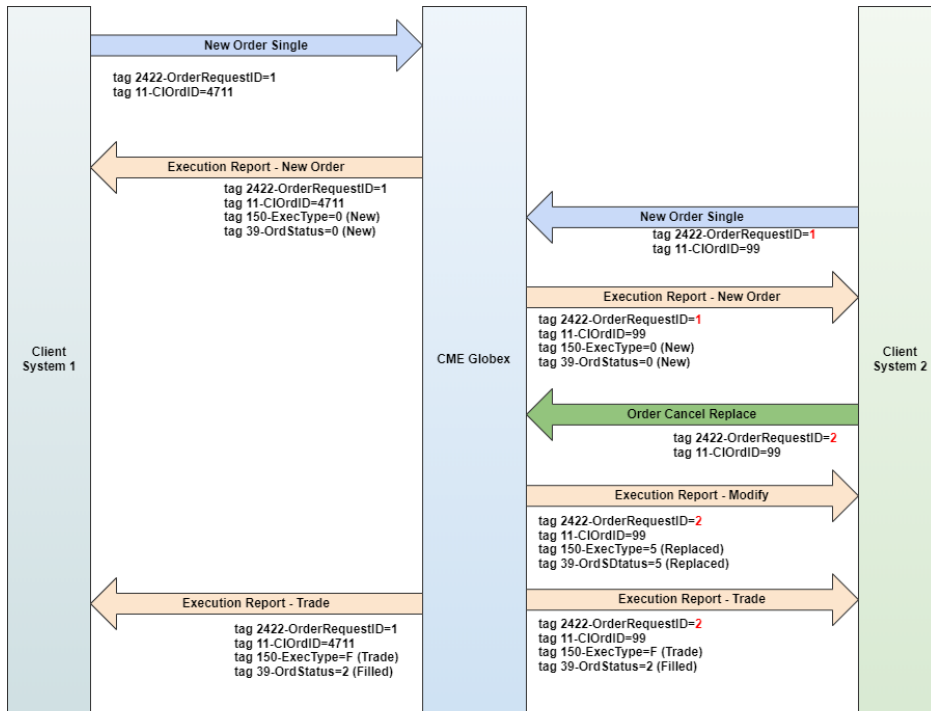 New Order Single
tag 2422-OrderRequestID=1
tag 11-ClOrdID=4711
Execution Report - New Order
tag 2422-OrderRequestID=1
tag 11-ClOrdID=4711
tag 150-ExecType=0 (New)
tag 39-OrdStatus=0 (New)
New Order Single
tag 2422-OrderRequestID=1
tag 11-ClOrdID=99
Execution Report - New Order
tag 2422-OrderRequestID=1
tag 11-ClOrdID=99
tag 150-ExecType=0 (New)
tag 39-OrdStatus=0 (New)
Client
System 1
CME Globex
Client
System 2
Order Cancel Replace
tag 2422-OrderRequestID=2
tag 11-ClOrdID=99
Execution Report - Modify
tag 2422-OrderRequestID=2
tag 11-ClOrdID=99
tag 150-ExecType=5 (Replaced)
tag 39-OrdSDtatus=5 (Replaced)
Execution Report - Trade
tag 2422-OrderRequestID=1
tag 11-ClOrdID=4711
tag 150-ExecType=F (Trade)
tag 39-OrdStatus=2 (Filled)
Execution Report - Trade
tag 2422-OrderRequestID=2
tag 11-ClOrdID=99
tag 150-ExecType=F (Trade)
tag 39-OrdStatus=2 (Filled)